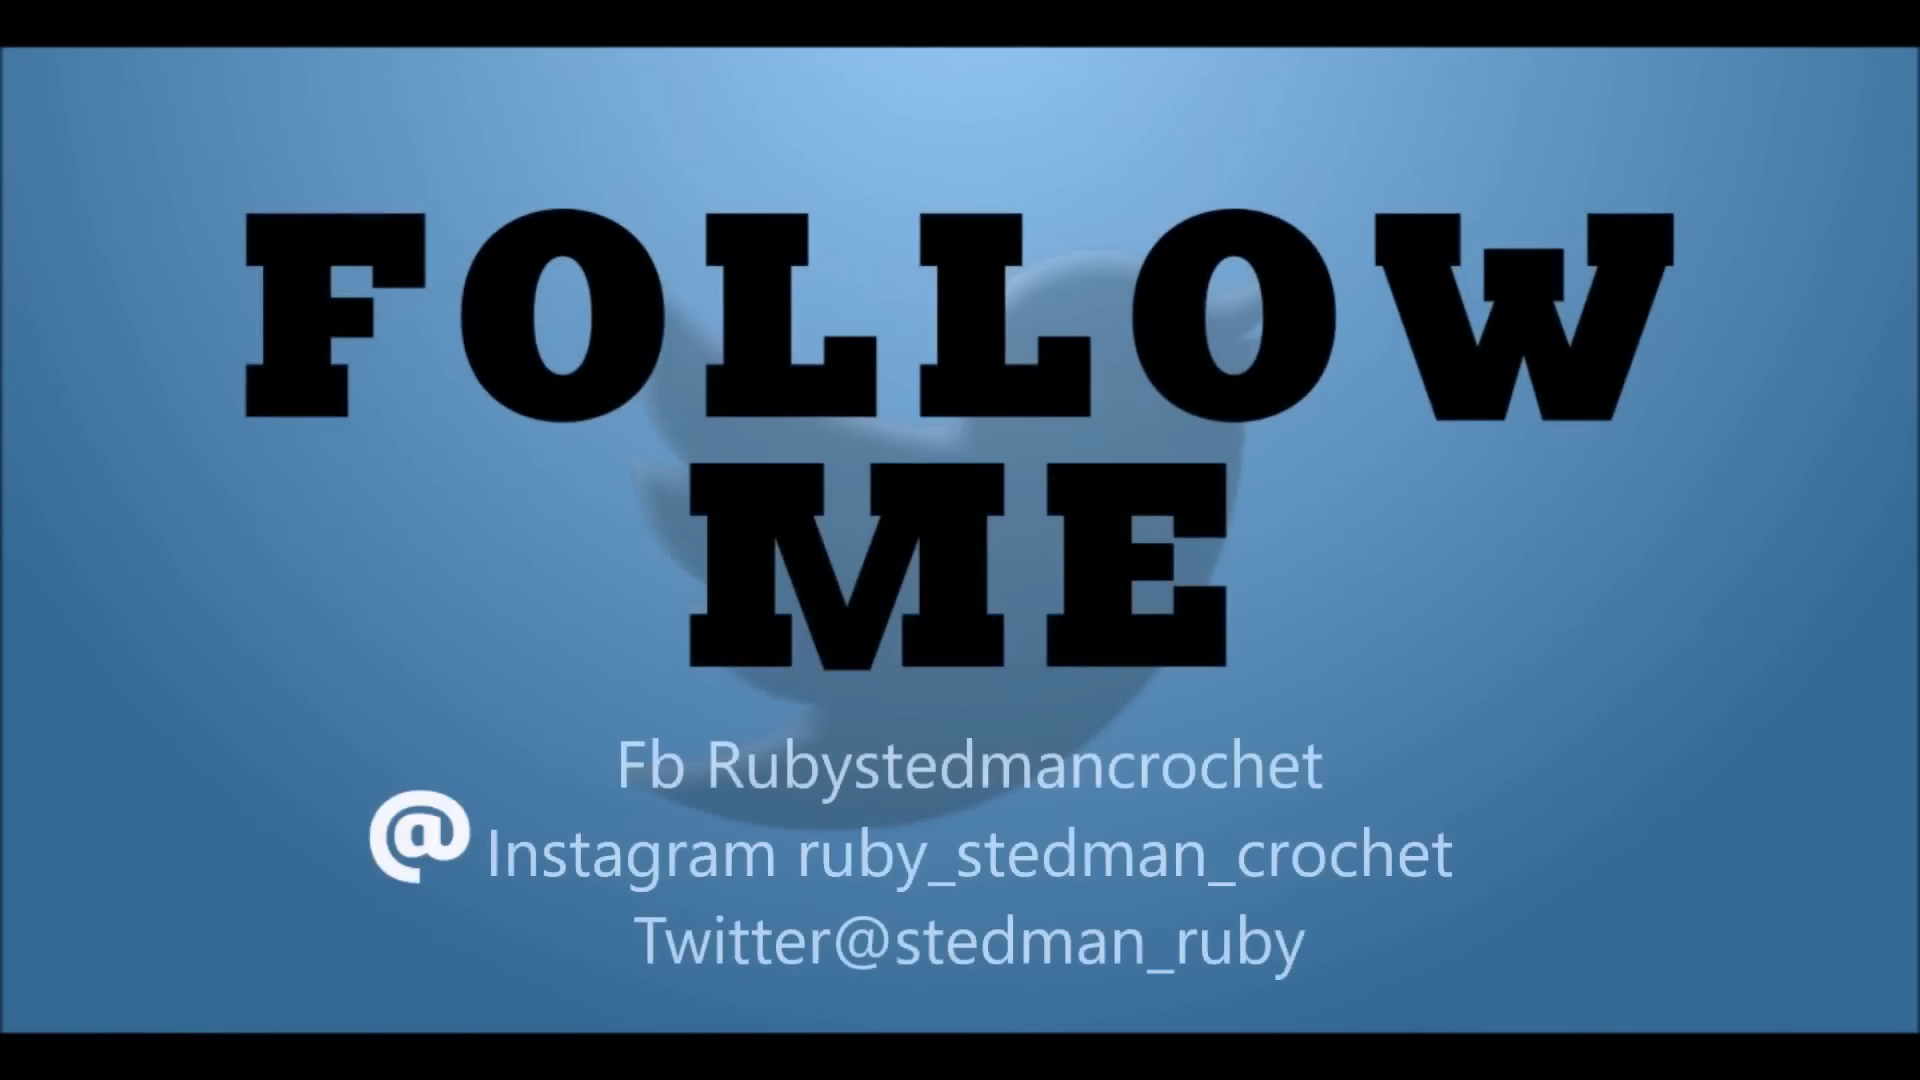 FOLLOW
ME
Fb Rubystedmancrochet
@ Instagram ruby_stedman_crochet
Twitter@stedman_ruby